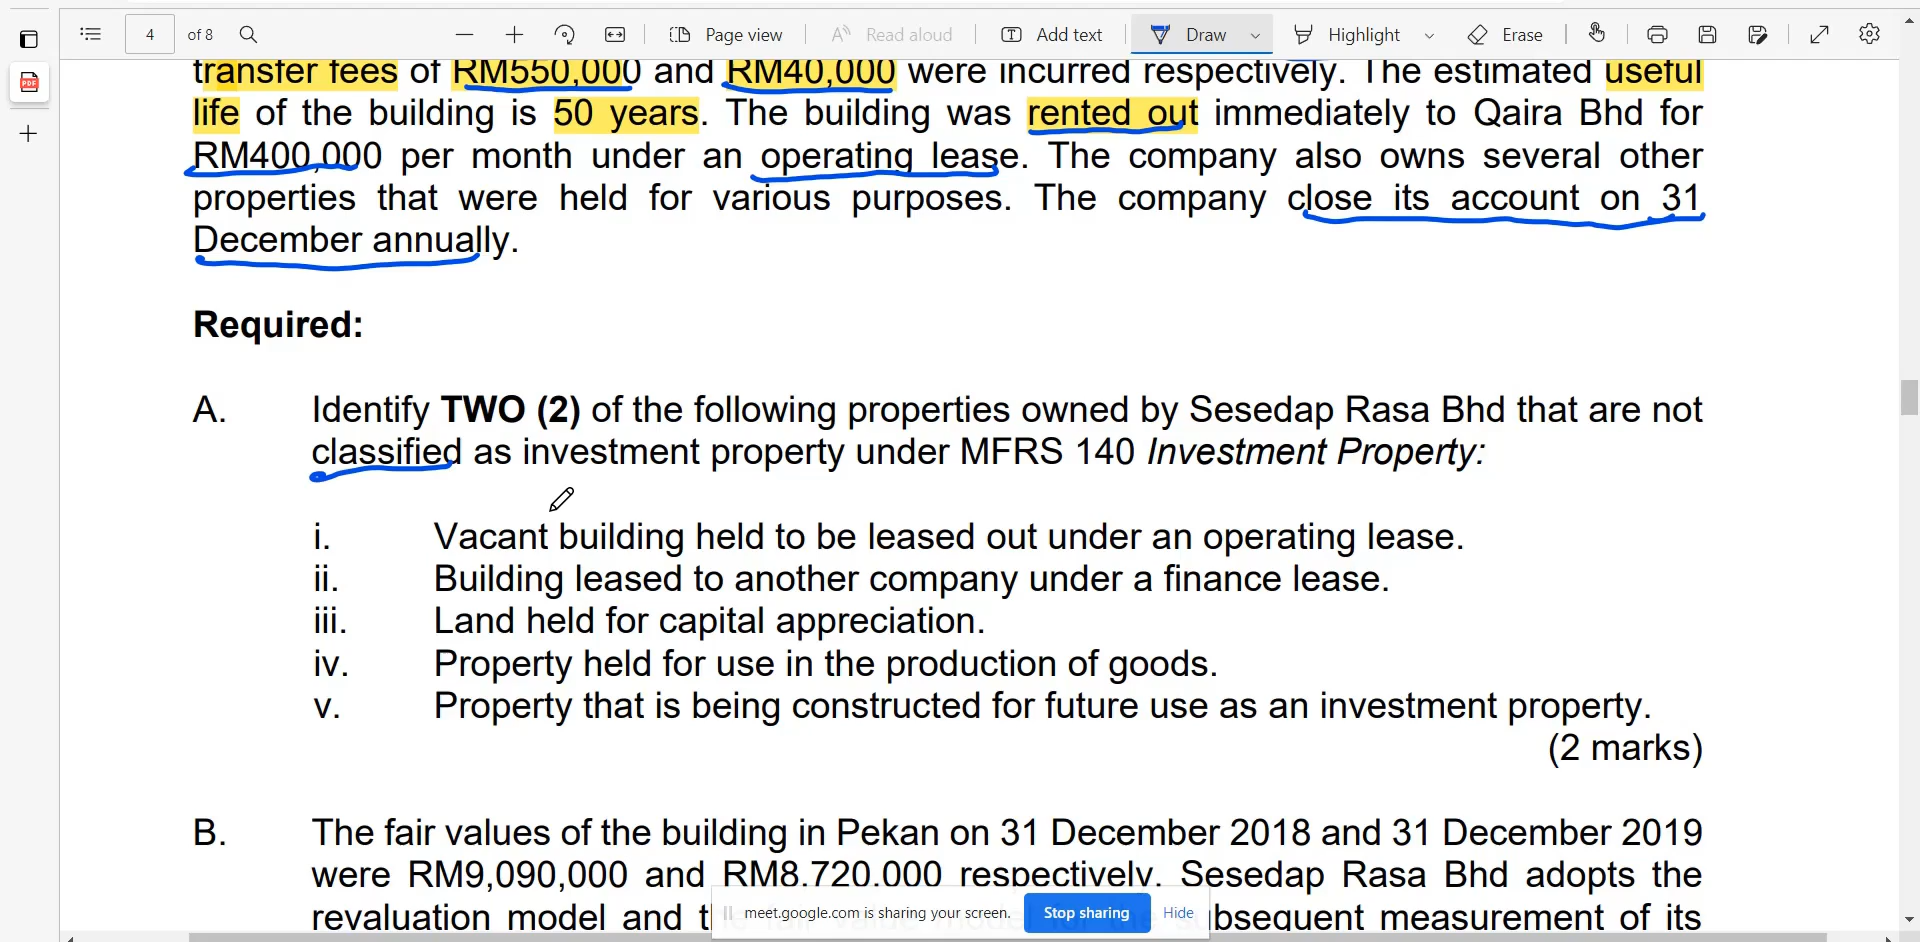 4 of 8 Page view Read aloud Add text Draw Highlight Erase
PDF
transfer fees of RM550,000 and RM40,000 were incurred respectively. The estimated useful
life of the building is 50 years. The building was rented out immediately to Qaira Bhd for
RM400,000 per month under an operating lease. The company also owns several other
properties that were held for various purposes. The company close its account on 31
December annually.
Required:
A. Identify TWO (2) of the following properties owned by Sesedap Rasa Bhd that are not
classified as investment property under MFRS 140 Investment Property:
i. Vacant building held to be leased out under an operating lease.
ii. Building leased to another company under a finance lease.
iii. Land held for capital appreciation.
iv. Property held for use in the production of goods.
v. Property that is being constructed for future use as an investment property.
(2 marks)
B. The fair values of the building in Pekan on 31 December 2018 and 31 December 2019
were RM9,090,000 and RM8,720,000 respectively. Sesedap Rasa Bhd adopts the
revaluation model and subsequent measurement of its
meet.google.com is sharing your screen. Stop sharing Hide